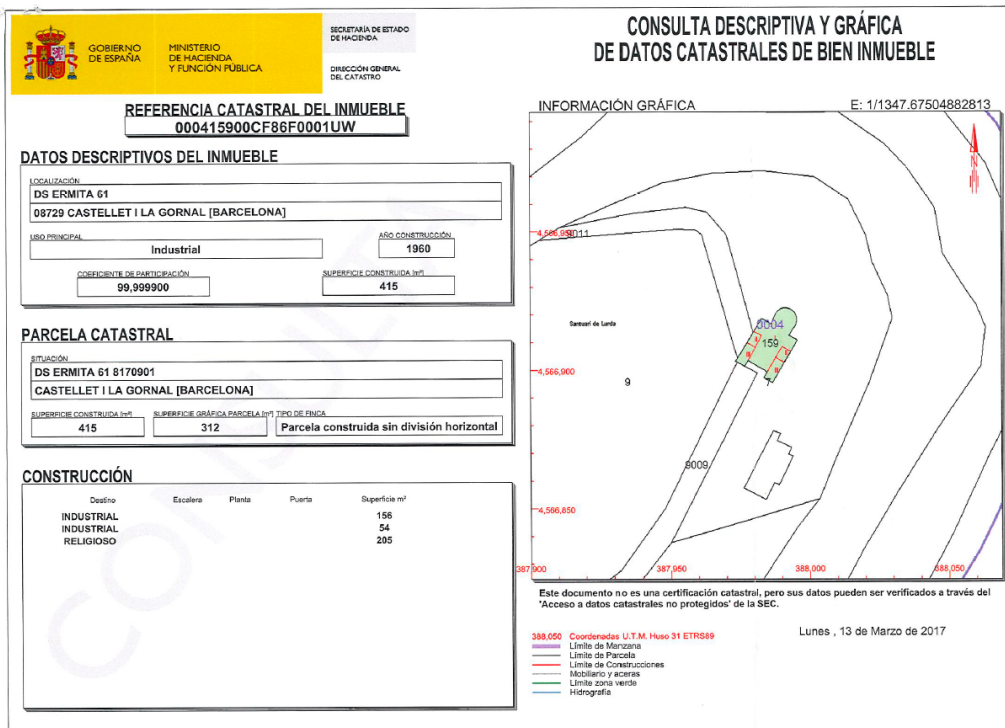 GOBIERNO
DE ESPAÑA
MINISTERIO
DE HACIENDA
Y FUNCIÓN PÚBLICA
SECRETARÍA DE ESTADO
DE HACIENDA
DIRECCIÓN GENERAL
DEL CATASTRO
CONSULTA DESCRIPTIVA Y GRÁFICA
DE DATOS CATASTRALES DE BIEN INMUEBLE
REFERENCIA CATASTRAL DEL INMUEBLE
000415900CF86F0001UW
DATOS DESCRIPTIVOS DEL INMUEBLE
LOCALIZACIÓN
DS ERMITA 61
08729 CASTELLET I LA GORNAL [BARCELONA]
USO PRINCIPAL
Industrial
AÑO CONSTRUCCIÓN
1960
COEFICIENTE DE PARTICIPACIÓN
99,999900
SUPERFICIE CONSTRUIDA [m²]
415
PARCELA CATASTRAL
SITUACIÓN
DS ERMITA 61 8170901
CASTELLET I LA GORNAL [BARCELONA]
SUPERFICIE CONSTRUIDA [m²]
415
SUPERFICIE GRÁFICA PARCELA [m²]
312
TIPO DE FINCA
Parcela construida sin división horizontal
CONSTRUCCIÓN
Destino Escalera Planta Puerta Superficie m²
INDUSTRIAL 156
INDUSTRIAL 54
RELIGIOSO 205
CONSULTA
INFORMACIÓN GRÁFICA E: 1/1347.67504882813
4,566,950
9011
Santuari de Lurda
9004
159
4,566,900
9
9009
4,566,850
387,900 387,950 388,000 388,050
Este documento no es una certificación catastral, pero sus datos pueden ser verificados a través del
'Acceso a datos catastrales no protegidos' de la SEC.
388,050 Coordenadas U.T.M. Huso 31 ETRS89
Límite de Manzana
Límite de Parcela
Límite de Construcciones
Mobiliario y aceras
Límite zona verde
Hidrografía
Lunes , 13 de Marzo de 2017